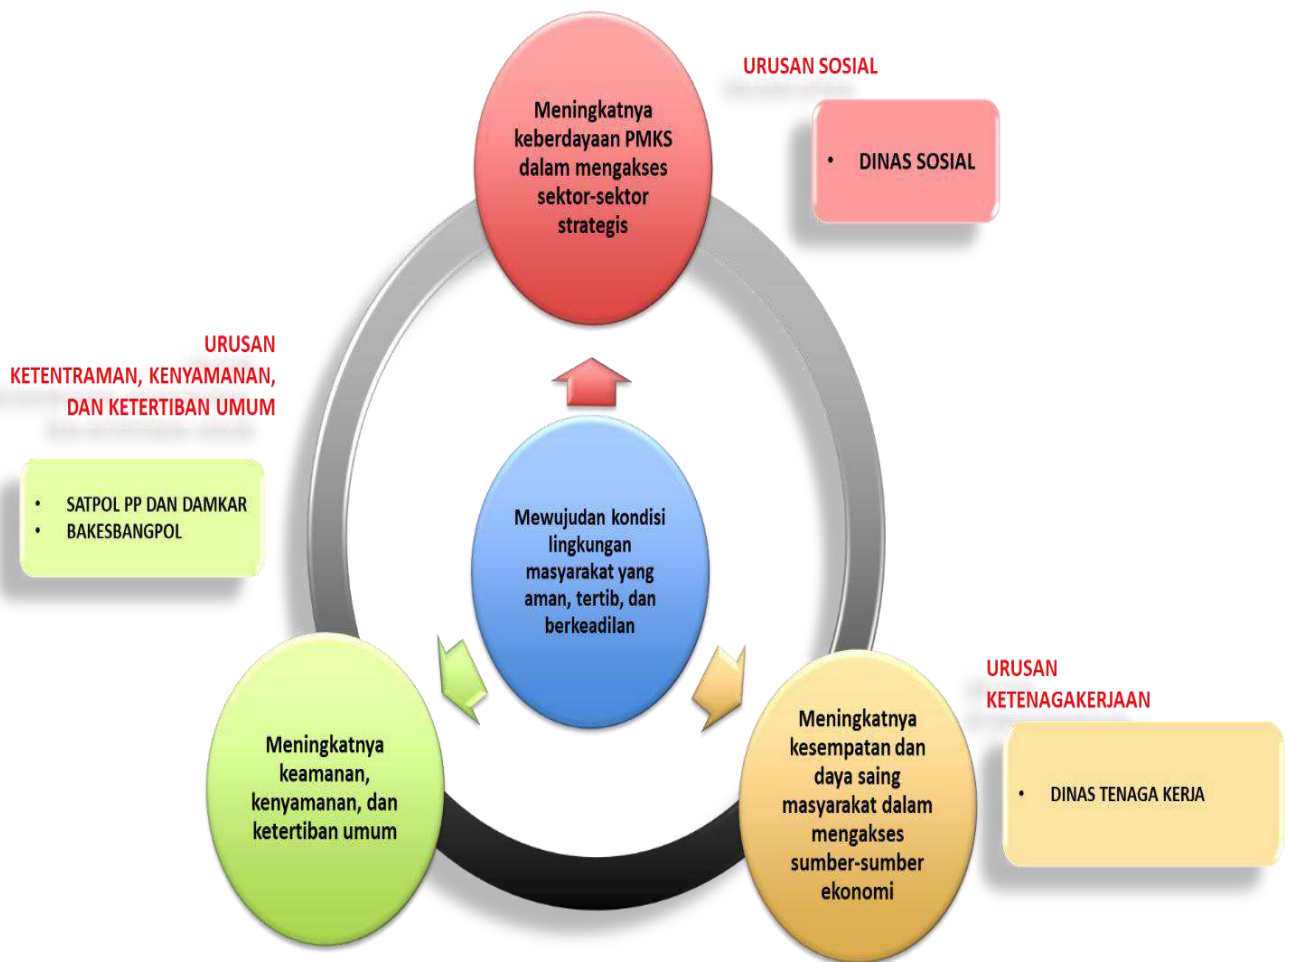 Meningkatnya
keberdayaan PMKS
dalam mengakses
sektor-sektor
strategis
URUSAN SOSIAL
• DINAS SOSIAL
URUSAN
KETENTRAMAN, KENYAMANAN,
DAN KETERTIBAN UMUM
• SATPOL PP DAN DAMKAR
• BAKESBANGPOL
Mewujudan kondisi
lingkungan
masyarakat yang
aman, tertib, dan
berkeadilan
Meningkatnya
keamanan,
kenyamanan, dan
ketertiban umum
Meningkatnya
kesempatan dan
daya saing
masyarakat dalam
mengakses
sumber-sumber
ekonomi
URUSAN
KETENAGAKERJAAN
• DINAS TENAGA KERJA